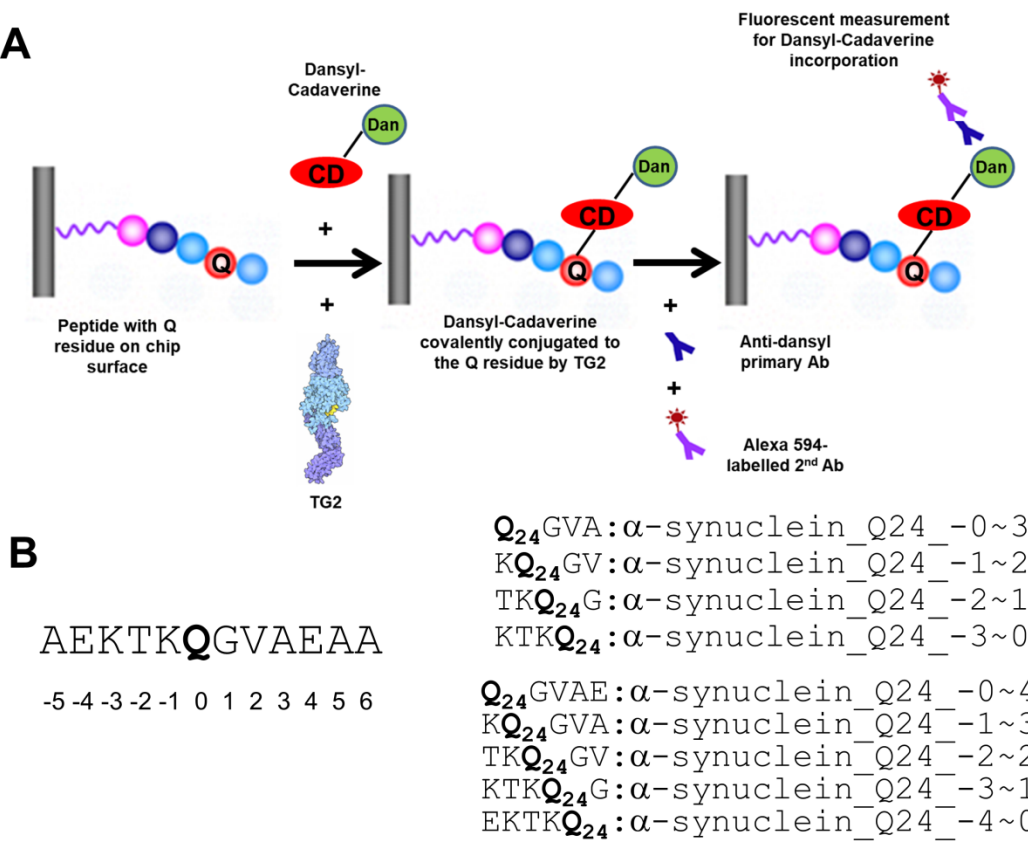 A
Fluorescent measurement
for Dansyl-Cadaverine
incorporation
Dansyl-
Cadaverine
Dan
CD
+
+
Q
Peptide with Q
residue on chip
surface
TG2
Dan
CD
Q
Dansyl-Cadaverine
covalently conjugated to
the Q residue by TG2
+
+
Dan
CD
Q
Anti-dansyl
primary Ab
Alexa 594-
labelled 2nd Ab
B
AEKTKQGVAEAA
-5 -4 -3 -2 -1 0 1 2 3 4 5 6
Q24GVA:α-synuclein_Q24_-0~3
KQ24GV:α-synuclein_Q24_-1~2
TKQ24G:α-synuclein_Q24_-2~1
KTKQ24:α-synuclein_Q24_-3~0
Q24GVAE:α-synuclein_Q24_-0~4
KQ24GVA:α-synuclein_Q24_-1~3
TKQ24GV:α-synuclein_Q24_-2~2
KTKQ24G:α-synuclein_Q24_-3~1
EKTKQ24:α-synuclein_Q24_-4~0